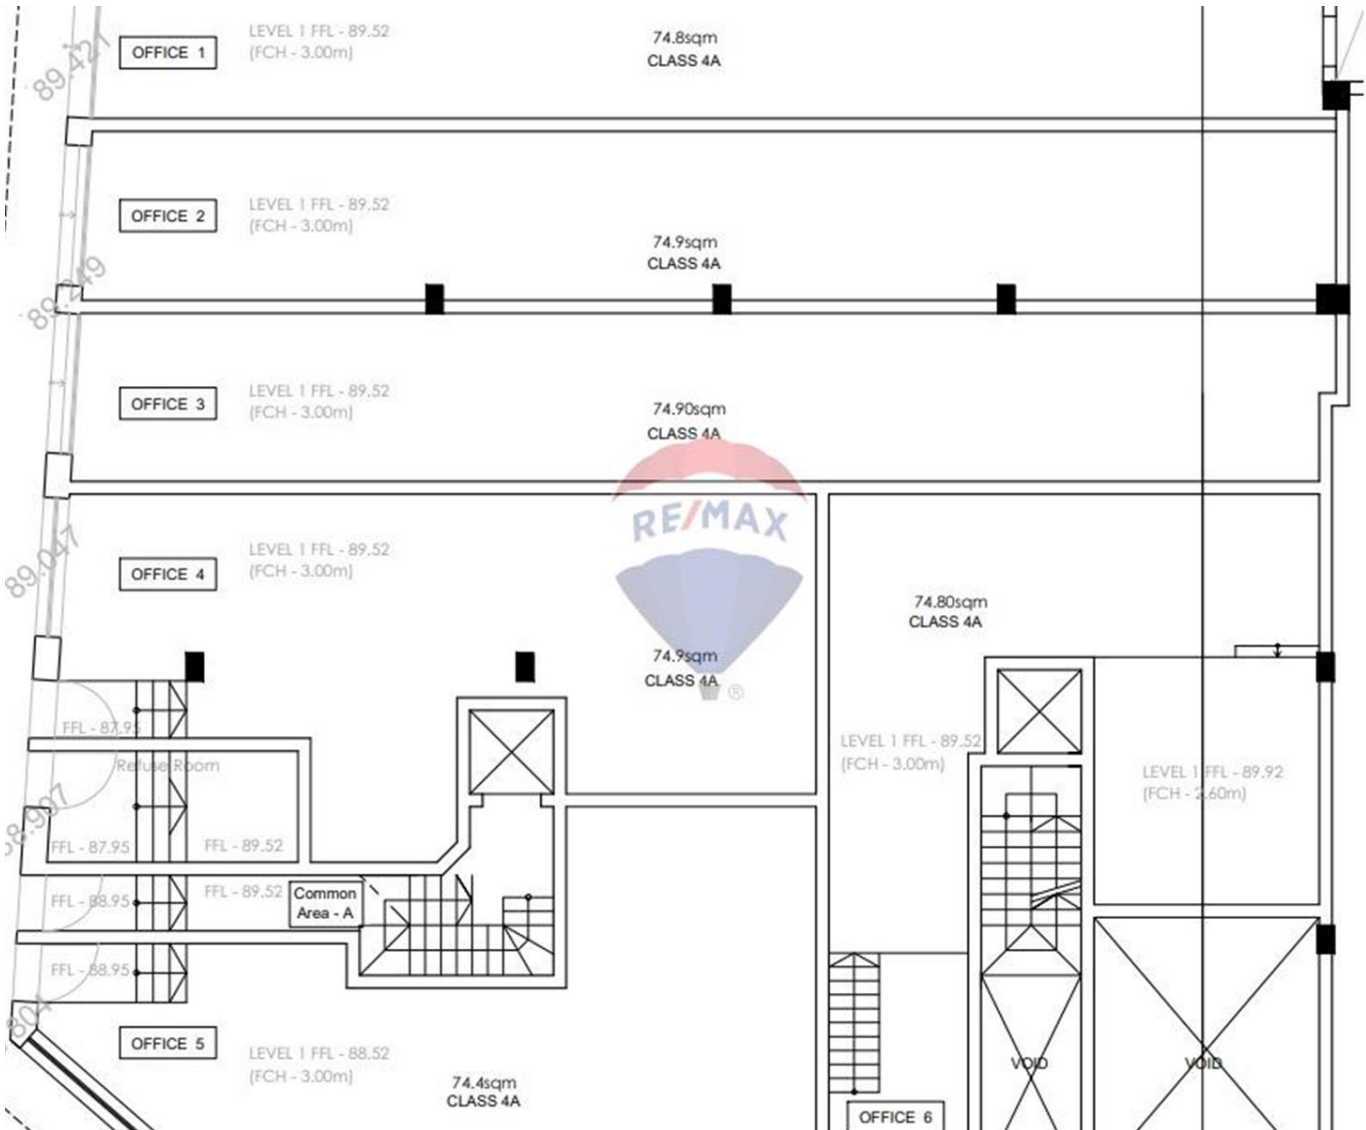 89.421
OFFICE 1
LEVEL 1 FFL - 89.52
(FCH - 3.00m)
74.8sqm
CLASS 4A
OFFICE 2
LEVEL 1 FFL - 89.52
(FCH - 3.00m)
74.9sqm
CLASS 4A
89.249
OFFICE 3
LEVEL 1 FFL - 89.52
(FCH - 3.00m)
74.90sqm
CLASS 4A
RE/MAX
®
89.047
OFFICE 4
LEVEL 1 FFL - 89.52
(FCH - 3.00m)
74.9sqm
CLASS 4A
74.80sqm
CLASS 4A
FFL - 87.95
Refuse Room
LEVEL 1 FFL - 89.52
(FCH - 3.00m)
LEVEL 1 FFL - 89.92
(FCH - 2.60m)
FFL - 87.95
FFL - 89.52
FFL - 88.95
FFL - 89.52
Common
Area - A
FFL - 88.95
804
OFFICE 5
LEVEL 1 FFL - 88.52
(FCH - 3.00m)
74.4sqm
CLASS 4A
VOID
VOID
OFFICE 6